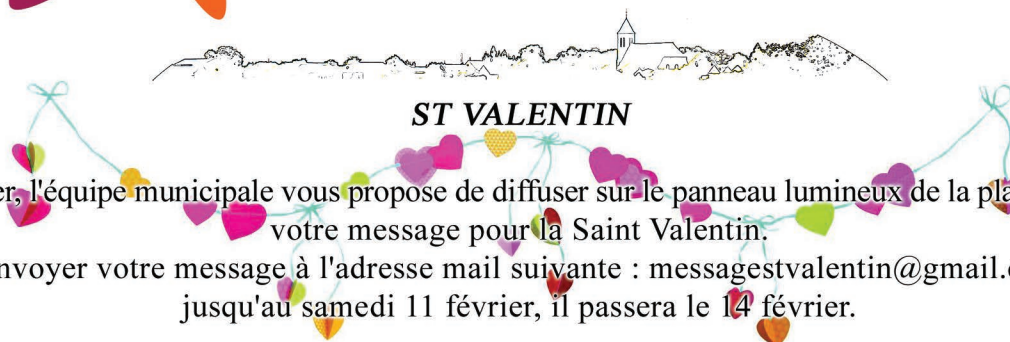 ST VALENTIN
er, l'équipe municipale vous propose de diffuser sur le panneau lumineux de la pla
votre message pour la Saint Valentin.
nvoyer votre message à l'adresse mail suivante : messagestvalentin@gmail.c
jusqu'au samedi 11 février, il passera le 14 février.